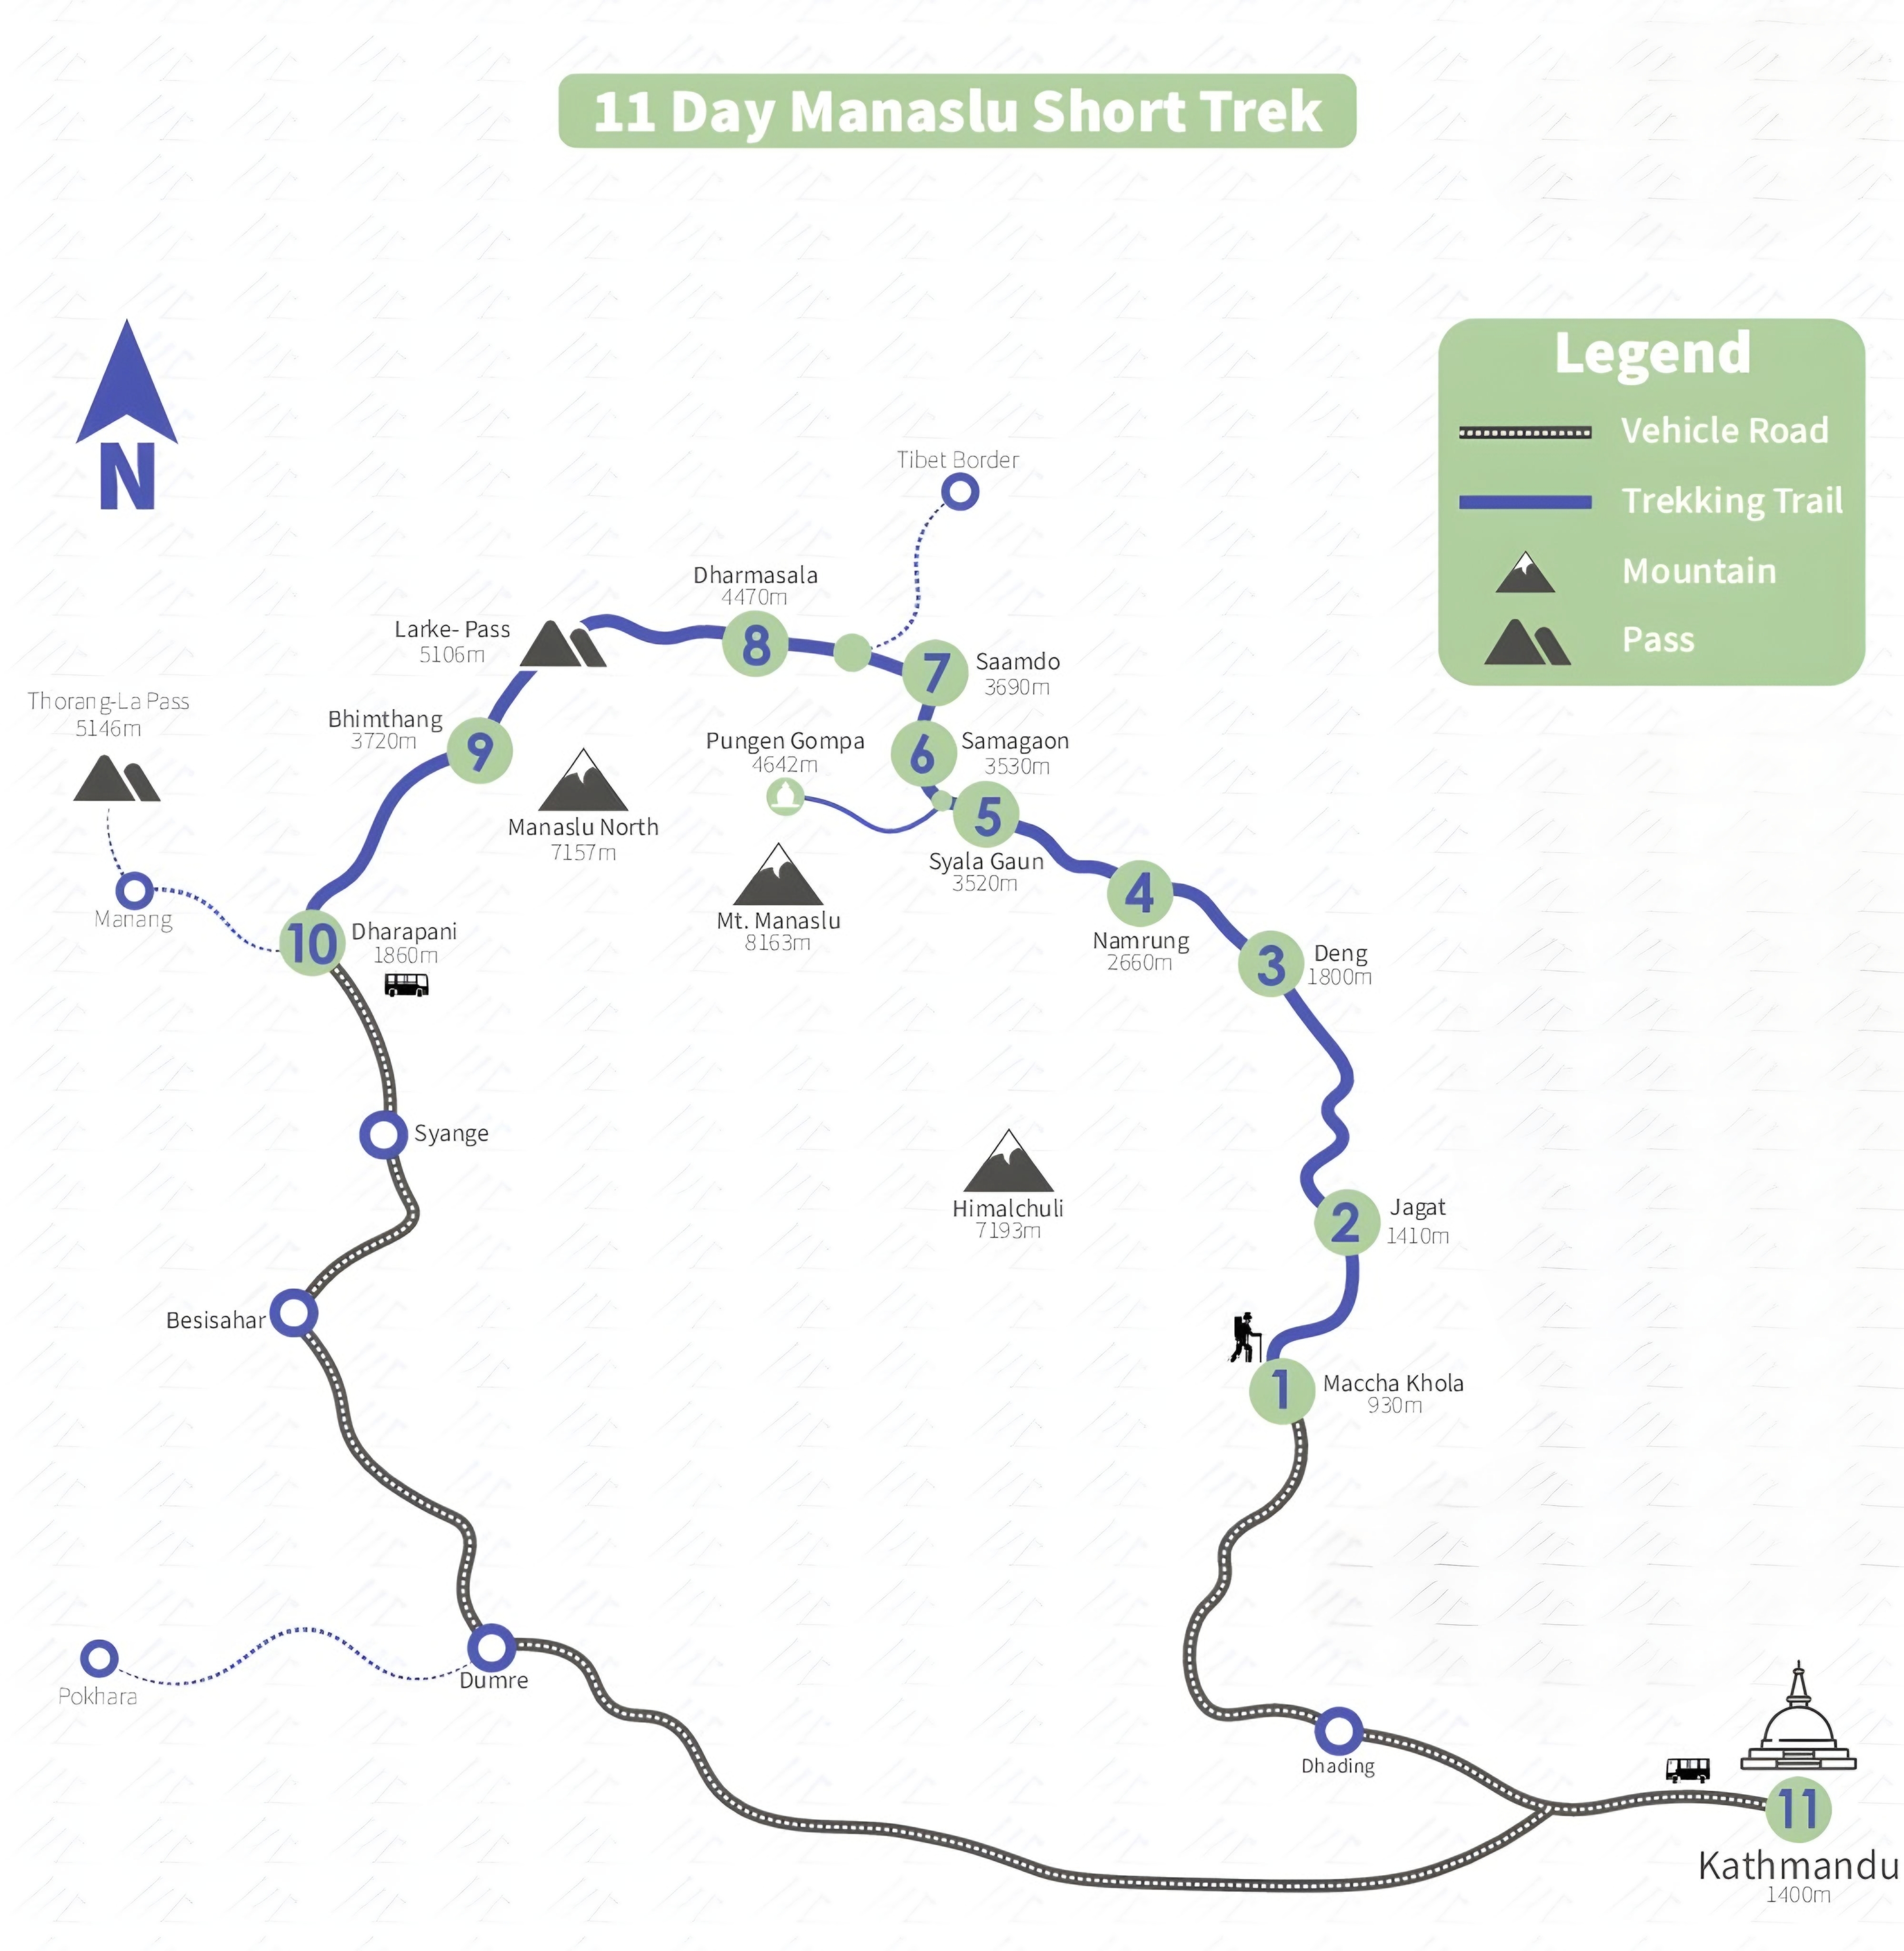 11 Day Manaslu Short Trek
N
Legend
Vehicle Road
Trekking Trail
Mountain
Pass
Tibet Border
Dharmasala
4470m
8
Larke- Pass
5106m
7
Saamdo
3690m
Thorang-La Pass
5146m
Bhimthang
3720m
9
Pungen Gompa
4642m
6
Samagaon
3530m
5
Syala Gaun
3520m
Manaslu North
7157m
Mt. Manaslu
8163m
4
Namrung
2660m
Manang
10
Dharapani
1860m
3
Deng
1800m
Syange
Himalchuli
7193m
2
Jagat
1410m
Besisahar
1
Maccha Khola
930m
Pokhara
Dumre
Dhading
11
Kathmandu
1400m